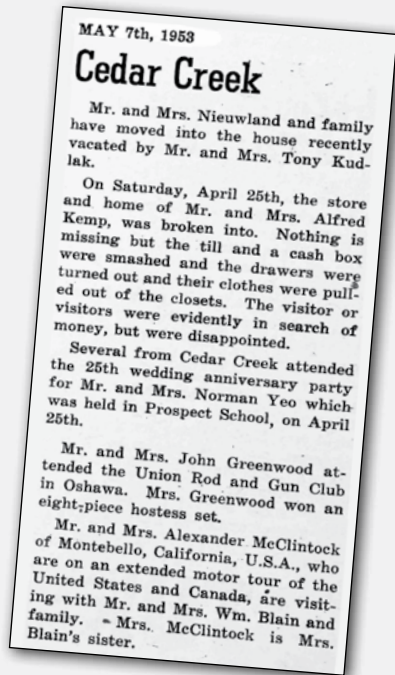 MAY 7th, 1953
Cedar Creek
Mr. and Mrs. Nieuwland and family
have moved into the house recently
vacated by Mr. and Mrs. Tony Kud-
lak.
On Saturday, April 25th, the store
and home of Mr. and Mrs. Alfred
Kemp, was broken into. Nothing is
missing but the till and a cash box
were smashed and the drawers were
turned out and their clothes were pull-
ed out of the closets. The visitor or
visitors were evidently in search of
money, but were disappointed.
Several from Cedar Creek attended
the 25th wedding anniversary party
for Mr. and Mrs. Norman Yeo which
was held in Prospect School, on April
25th.
Mr. and Mrs. John Greenwood at-
tended the Union Rod and Gun Club
in Oshawa. Mrs. Greenwood won an
eight-piece hostess set.
Mr. and Mrs. Alexander McClintock
of Montebello, California, U.S.A., who
are on an extended motor tour of the
United States and Canada, are visit-
ing with Mr. and Mrs. Wm. Blain and
family. - Mrs. McClintock is Mrs.
Blain's sister.